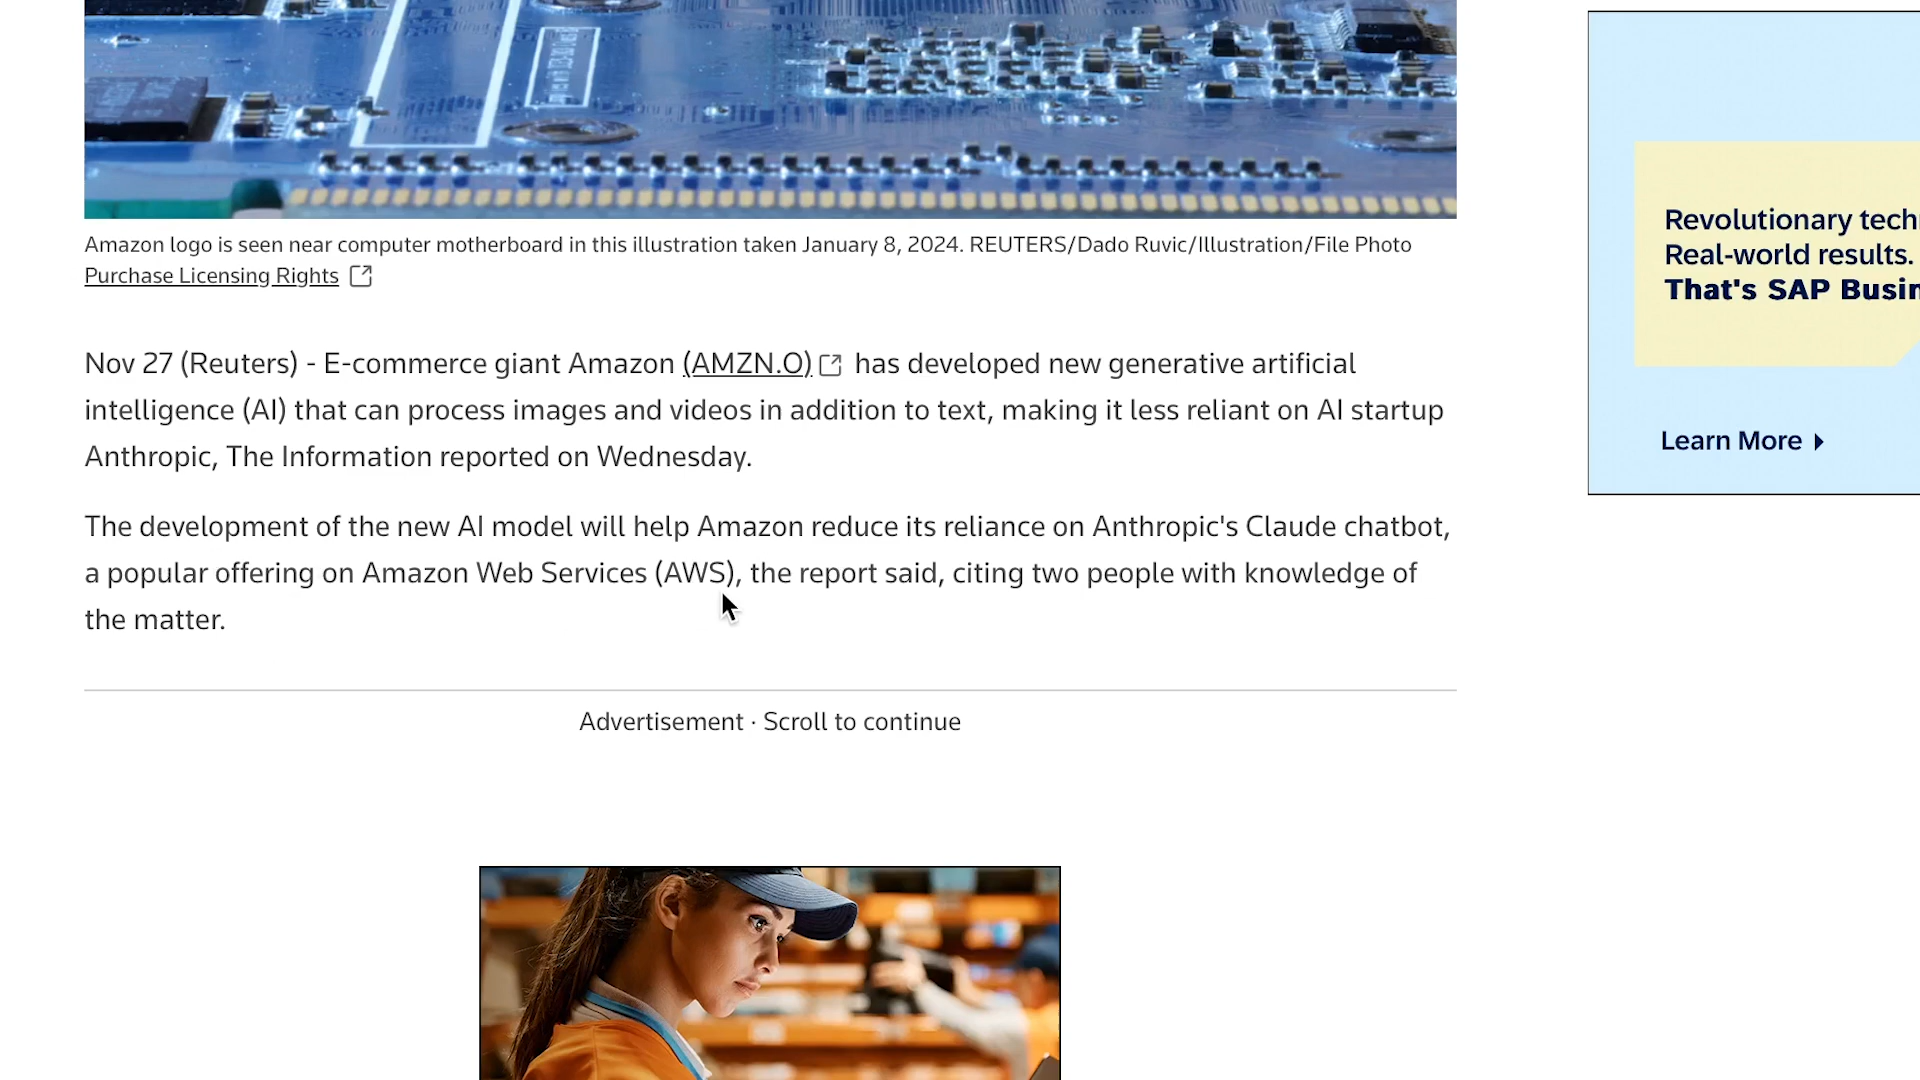 Amazon logo is seen near computer motherboard in this illustration taken January 8, 2024. REUTERS/Dado Ruvic/Illustration/File Photo
Purchase Licensing Rights
Nov 27 (Reuters) - E-commerce giant Amazon (AMZN.O) has developed new generative artificial
intelligence (AI) that can process images and videos in addition to text, making it less reliant on AI startup
Anthropic, The Information reported on Wednesday.
The development of the new AI model will help Amazon reduce its reliance on Anthropic's Claude chatbot,
a popular offering on Amazon Web Services (AWS), the report said, citing two people with knowledge of
the matter.
Advertisement · Scroll to continue
Revolutionary tech
Real-world results.
That's SAP Busin
Learn More